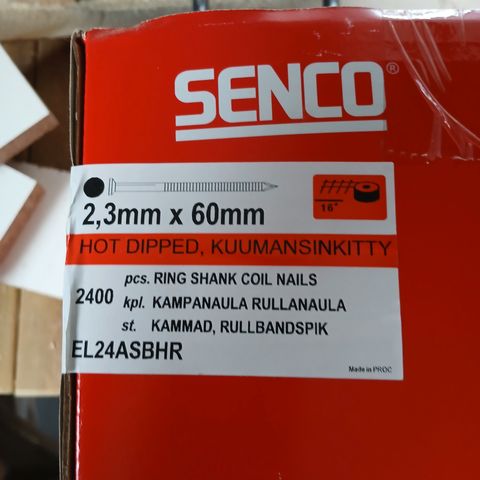 SENCO®
2,3mm x 60mm
16°
HOT DIPPED, KUUMANSINKITTY
2400
pcs. RING SHANK COIL NAILS
kpl. KAMPANAULA RULLANAULA
st. KAMMAD, RULLBANDSPIK
EL24ASBHR
Made in PROC